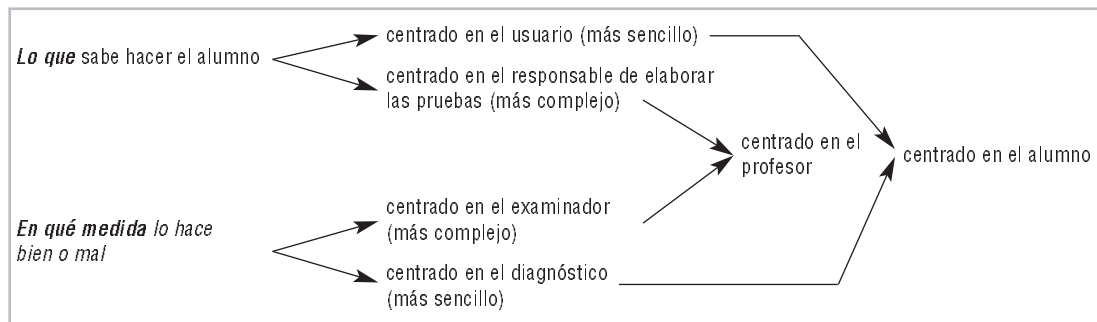 Lo que sabe hacer el alumno
centrado en el usuario (más sencillo)
centrado en el responsable de elaborar
las pruebas (más complejo)
centrado en el
profesor
centrado en el alumno
En qué medida lo hace
bien o mal
centrado en el examinador
(más complejo)
centrado en el diagnóstico
(más sencillo)